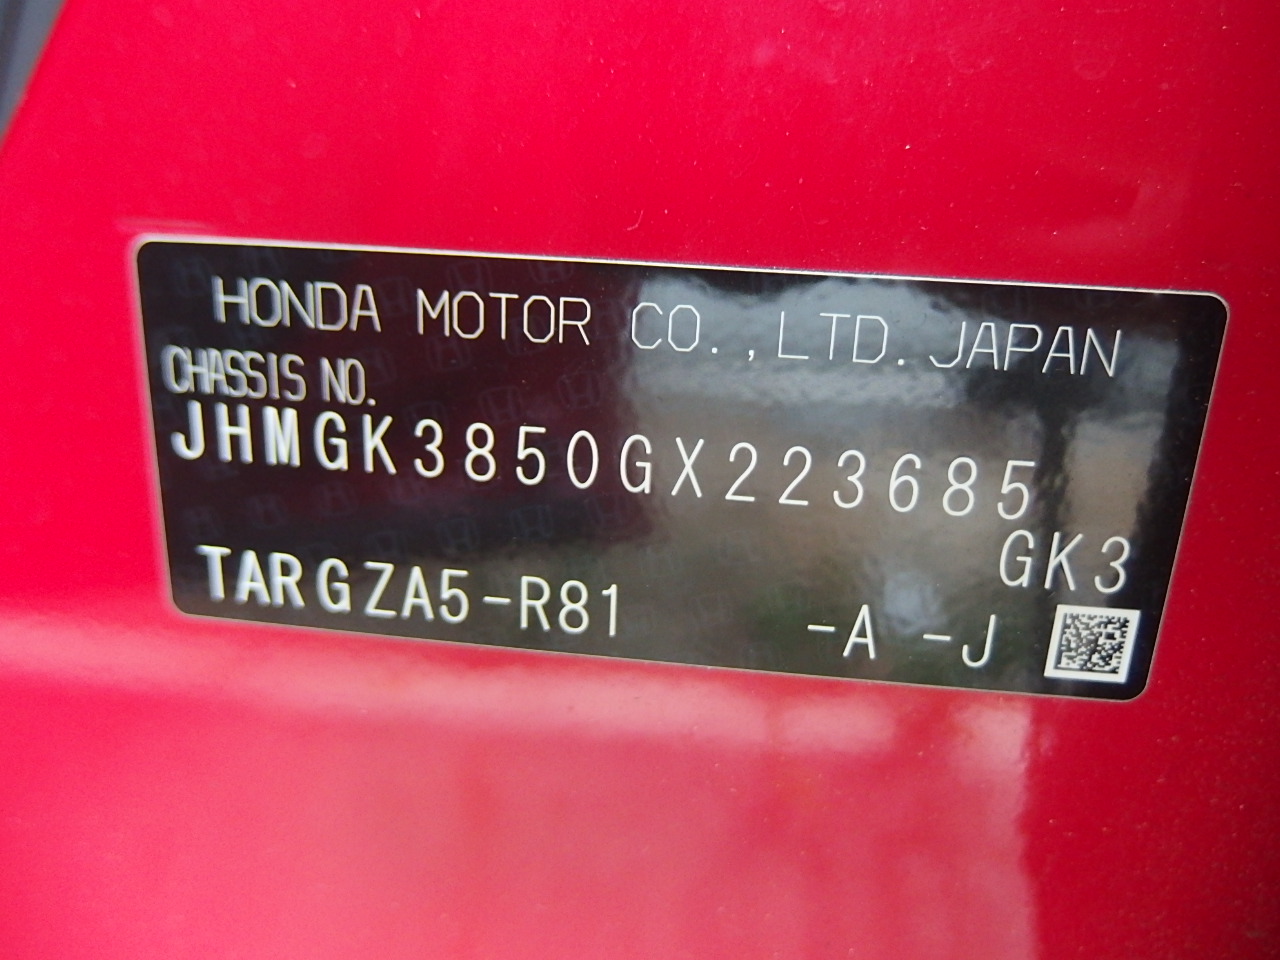 HONDA MOTOR CO.,LTD.JAPAN
CHASSIS NO.
JHMGK3850GX223685
GK3
TARGZA5-R81 -A -J